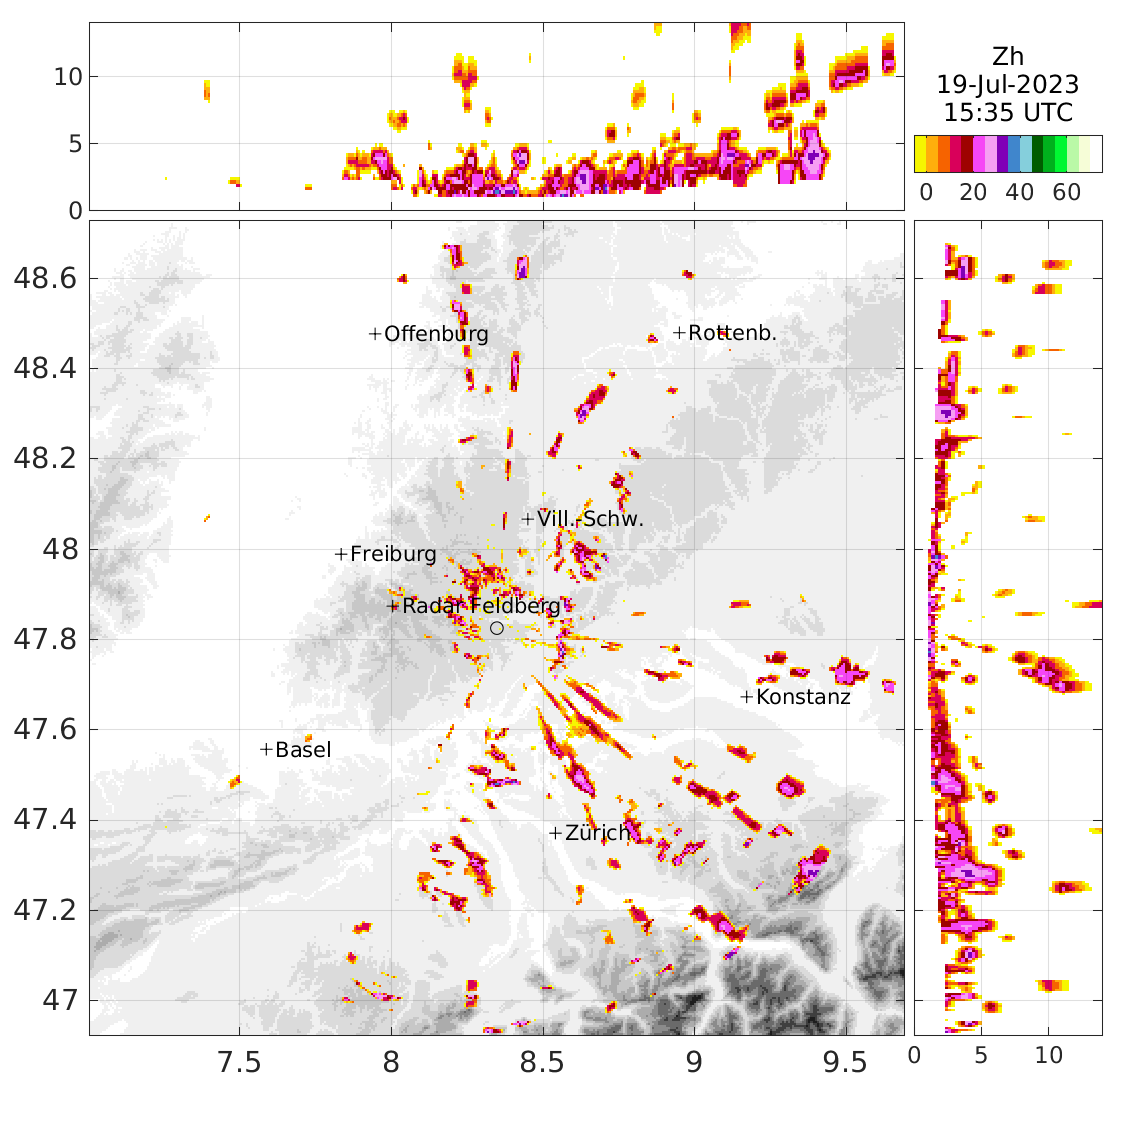 Zh
19-Jul-2023
15:35 UTC
0 20 40 60
10
5
0
48.6
48.4
48.2
48
47.8
47.6
47.4
47.2
47
+Offenburg
+Rottenb.
+Vill.-Schw.
+Freiburg
+Radar Feldberg
+Konstanz
+Basel
+Zürich
7.5 8 8.5 9 9.5
0 5 10